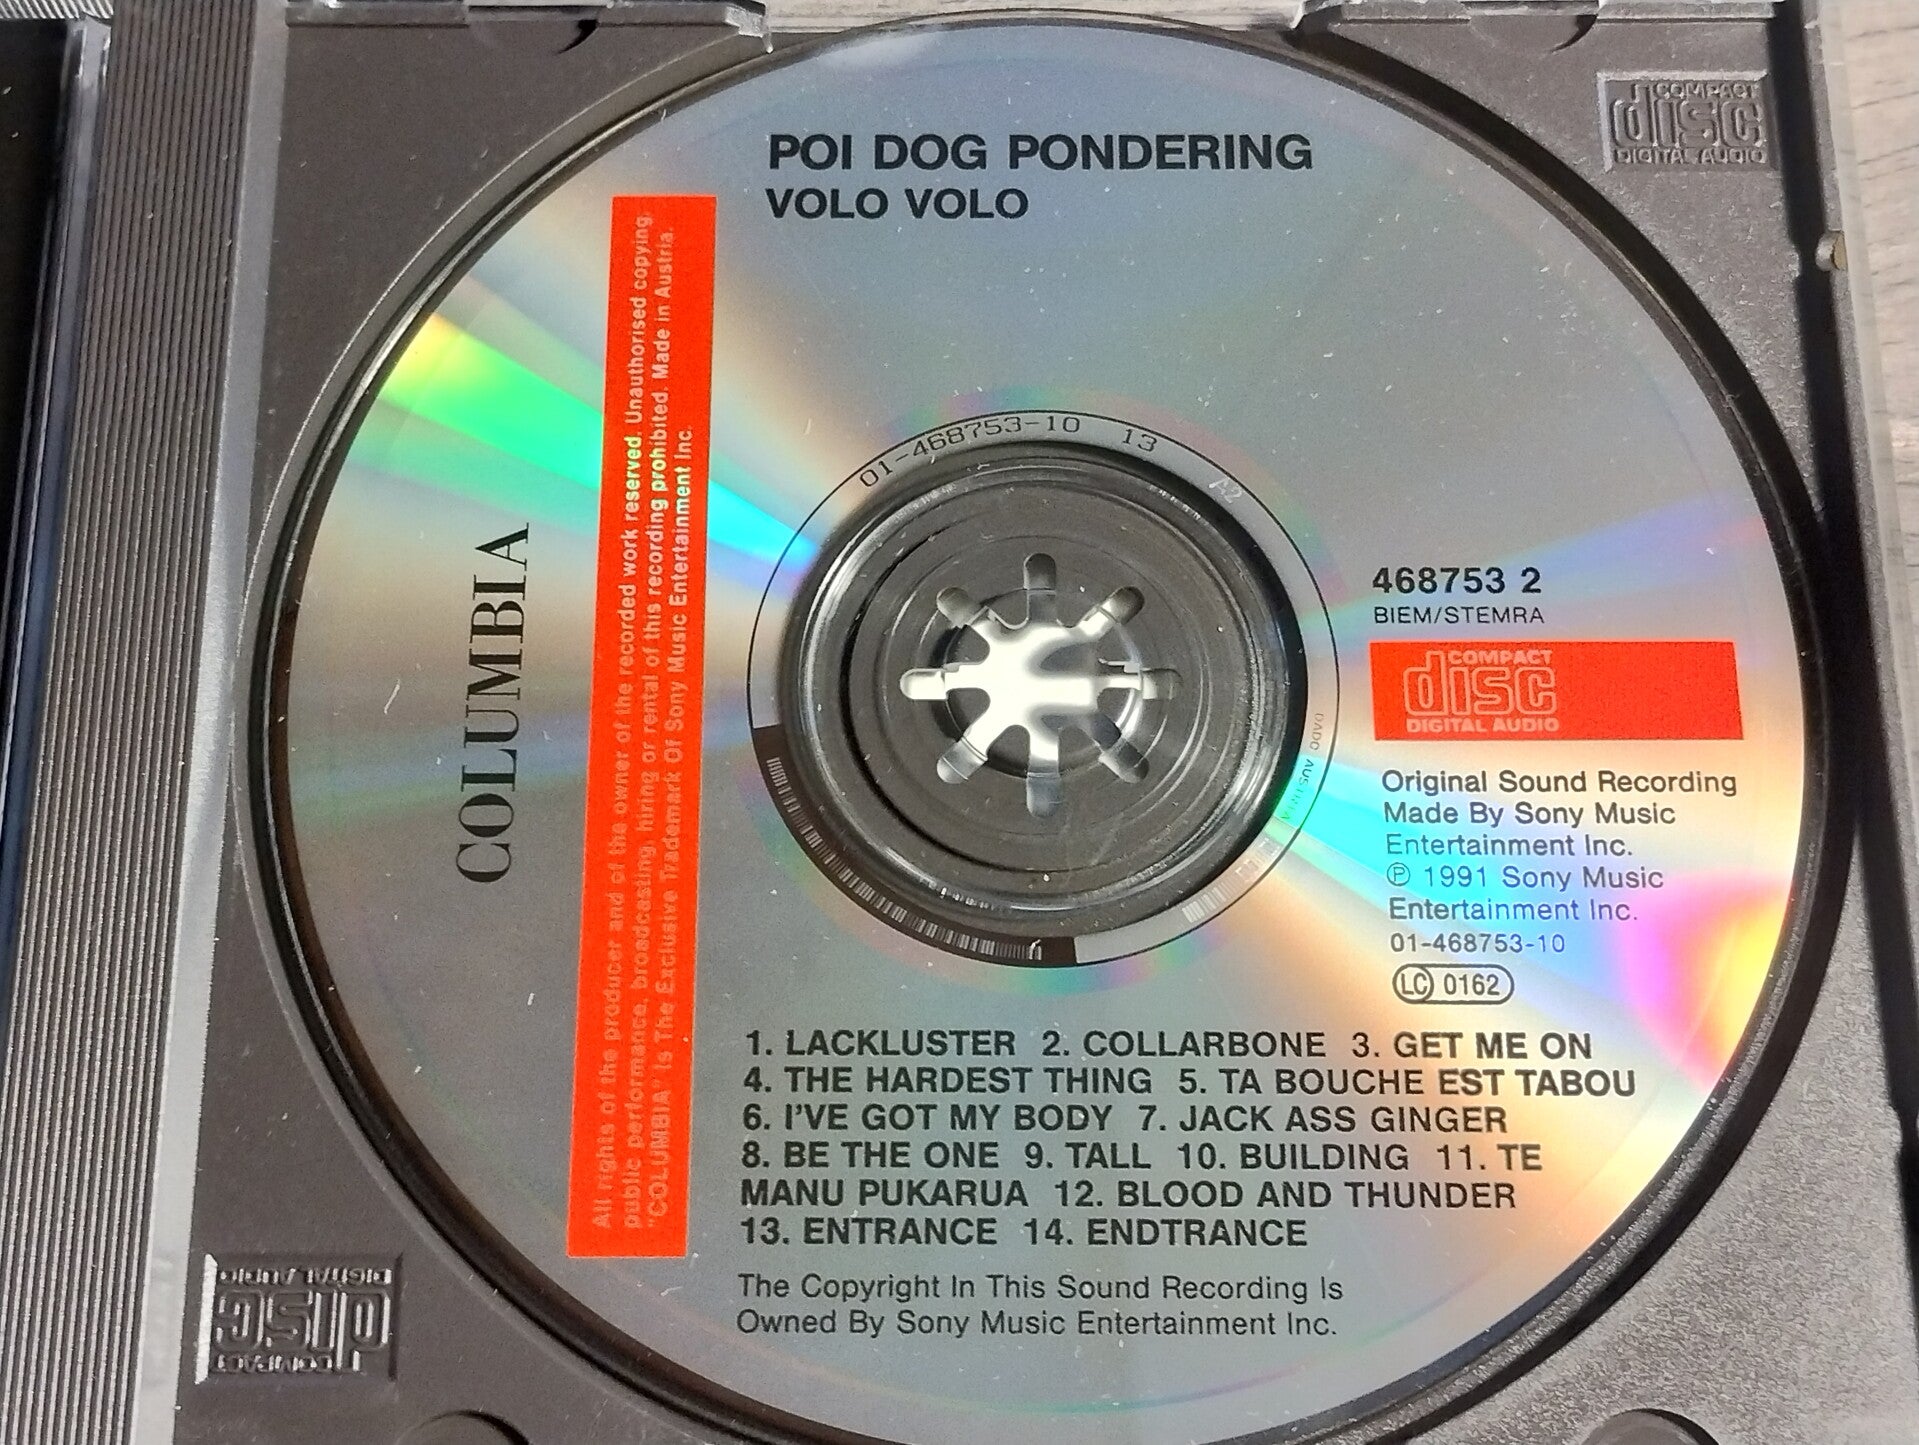 POI DOG PONDERING
VOLO VOLO
COMPACT
disc
DIGITAL AUDIO
All rights of the producer and of the owner of the recorded work reserved. Unauthorised copying,
public performance, broadcasting, hiring or rental of this recording prohibited. Made in Austria.
"COLUMBIA" Is The Exclusive Trademark Of Sony Music Entertainment Inc.
COLUMBIA
01-468753-10 13
A2
DADC AUSTRIA
468753 2
BIEM/STEMRA
COMPACT
disc
DIGITAL AUDIO
Original Sound Recording
Made By Sony Music
Entertainment Inc.
℗ 1991 Sony Music
Entertainment Inc.
01-468753-10
LC 0162
1. LACKLUSTER 2. COLLARBONE 3. GET ME ON
4. THE HARDEST THING 5. TA BOUCHE EST TABOU
6. I'VE GOT MY BODY 7. JACK ASS GINGER
8. BE THE ONE 9. TALL 10. BUILDING 11. TE
MANU PUKARUA 12. BLOOD AND THUNDER
13. ENTRANCE 14. ENDTRANCE
The Copyright In This Sound Recording Is
Owned By Sony Music Entertainment Inc.
COMPACT
disc
DIGITAL AUDIO